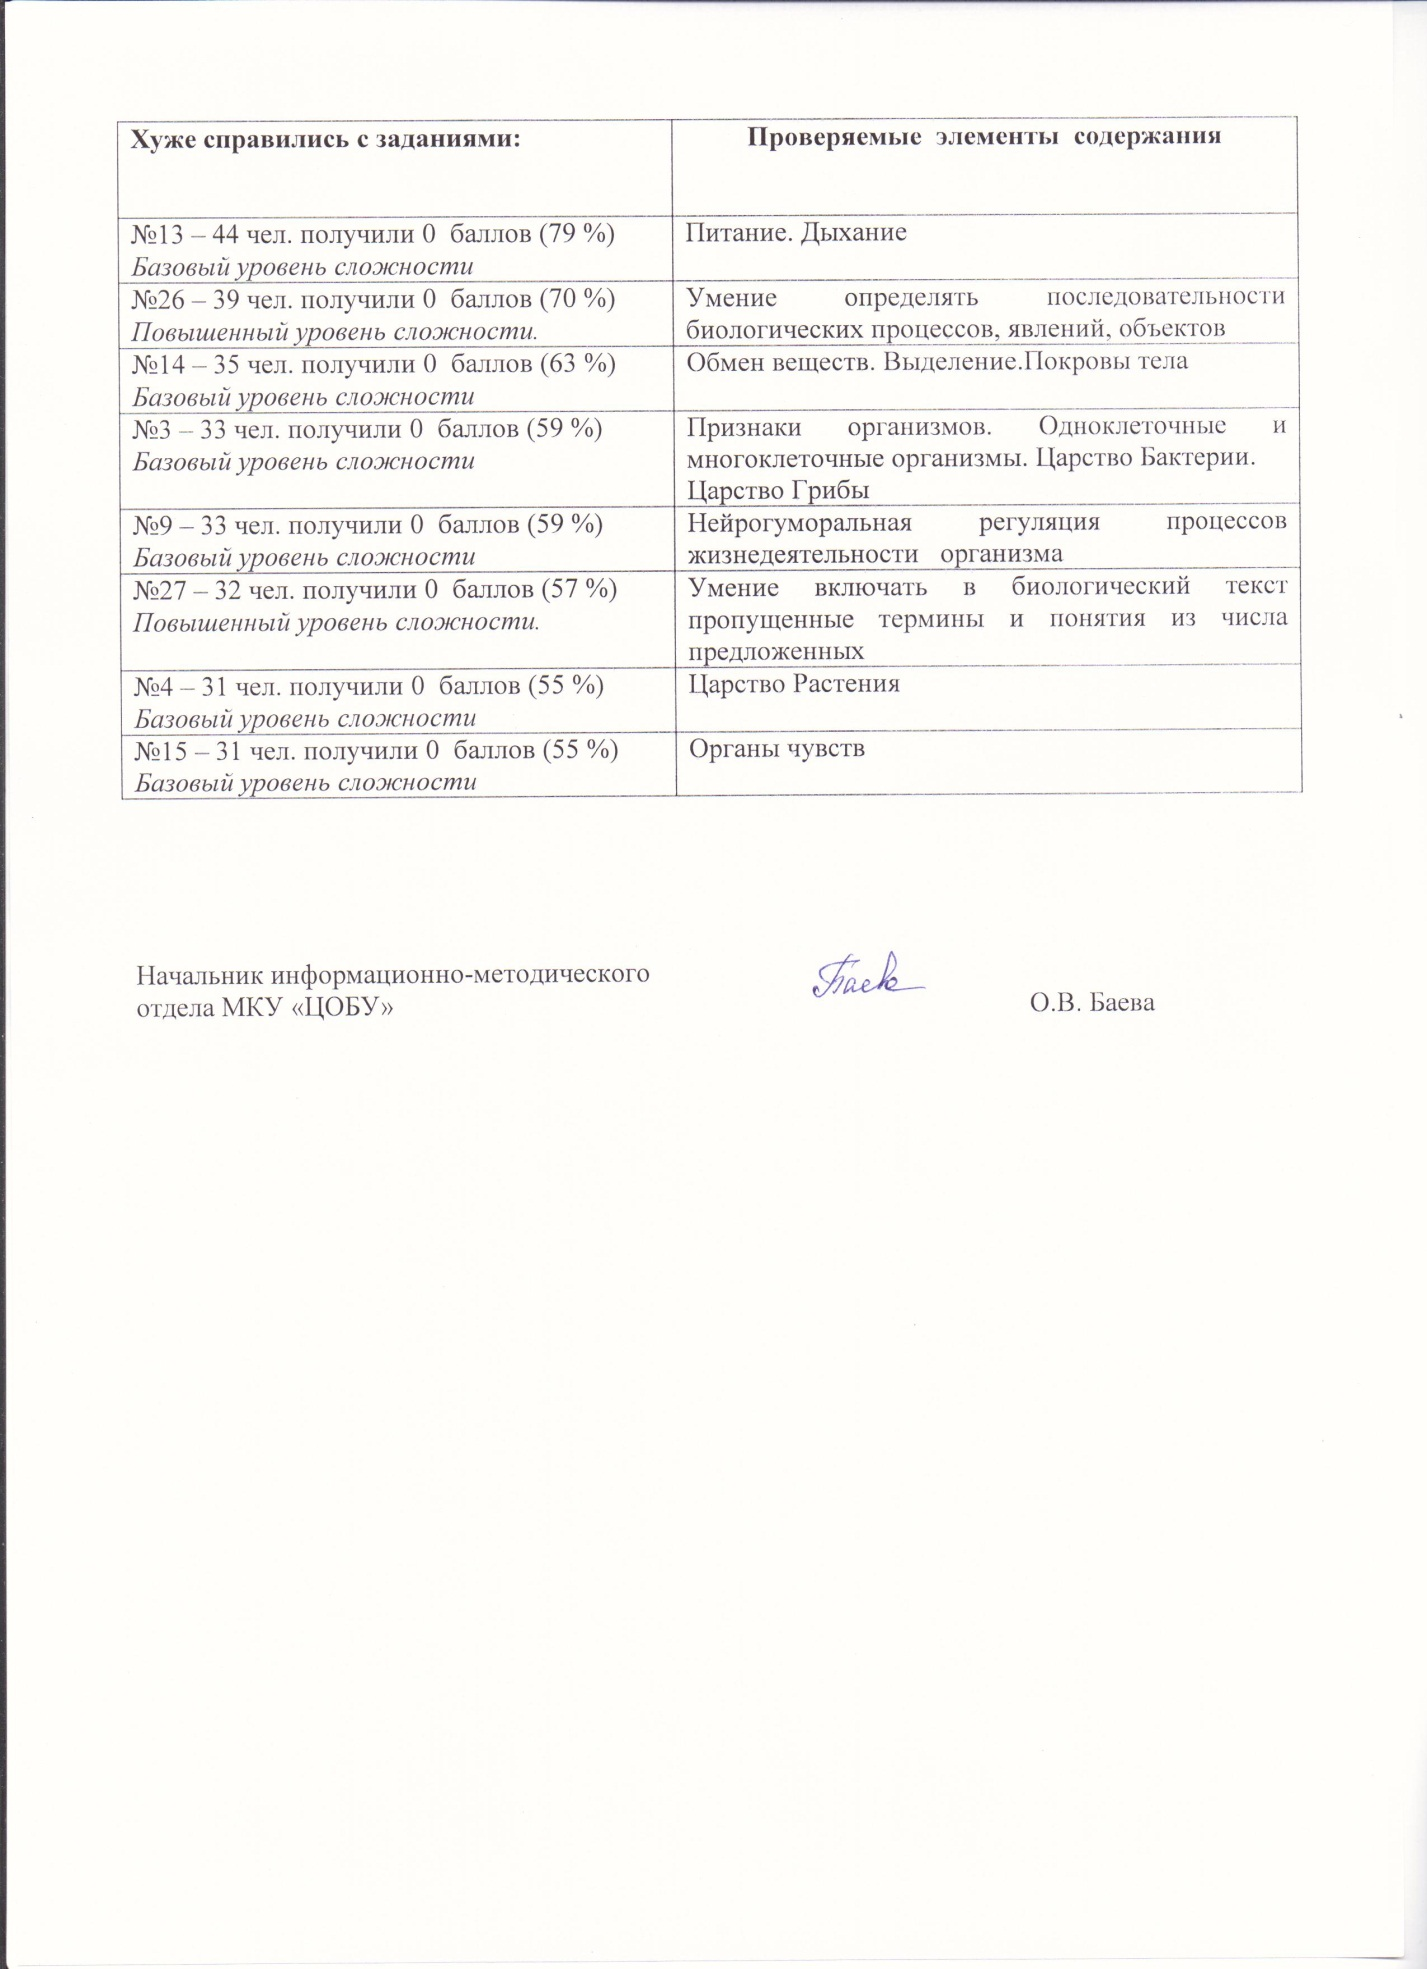 Хуже справились с заданиями:
Проверяемые элементы содержания
№13 – 44 чел. получили 0 баллов (79 %)
Базовый уровень сложности
Питание. Дыхание
№26 – 39 чел. получили 0 баллов (70 %)
Повышенный уровень сложности.
Умение определять последовательности
биологических процессов, явлений, объектов
№14 – 35 чел. получили 0 баллов (63 %)
Базовый уровень сложности
Обмен веществ. Выделение.Покровы тела
№3 – 33 чел. получили 0 баллов (59 %)
Базовый уровень сложности
Признаки организмов. Одноклеточные и
многоклеточные организмы. Царство Бактерии.
Царство Грибы
№9 – 33 чел. получили 0 баллов (59 %)
Базовый уровень сложности
Нейрогуморальная регуляция процессов
жизнедеятельности организма
№27 – 32 чел. получили 0 баллов (57 %)
Повышенный уровень сложности.
Умение включать в биологический текст
пропущенные термины и понятия из числа
предложенных
№4 – 31 чел. получили 0 баллов (55 %)
Базовый уровень сложности
Царство Растения
№15 – 31 чел. получили 0 баллов (55 %)
Базовый уровень сложности
Органы чувств
Начальник информационно-методического
отдела МКУ «ЦОБУ»
О.В. Баева